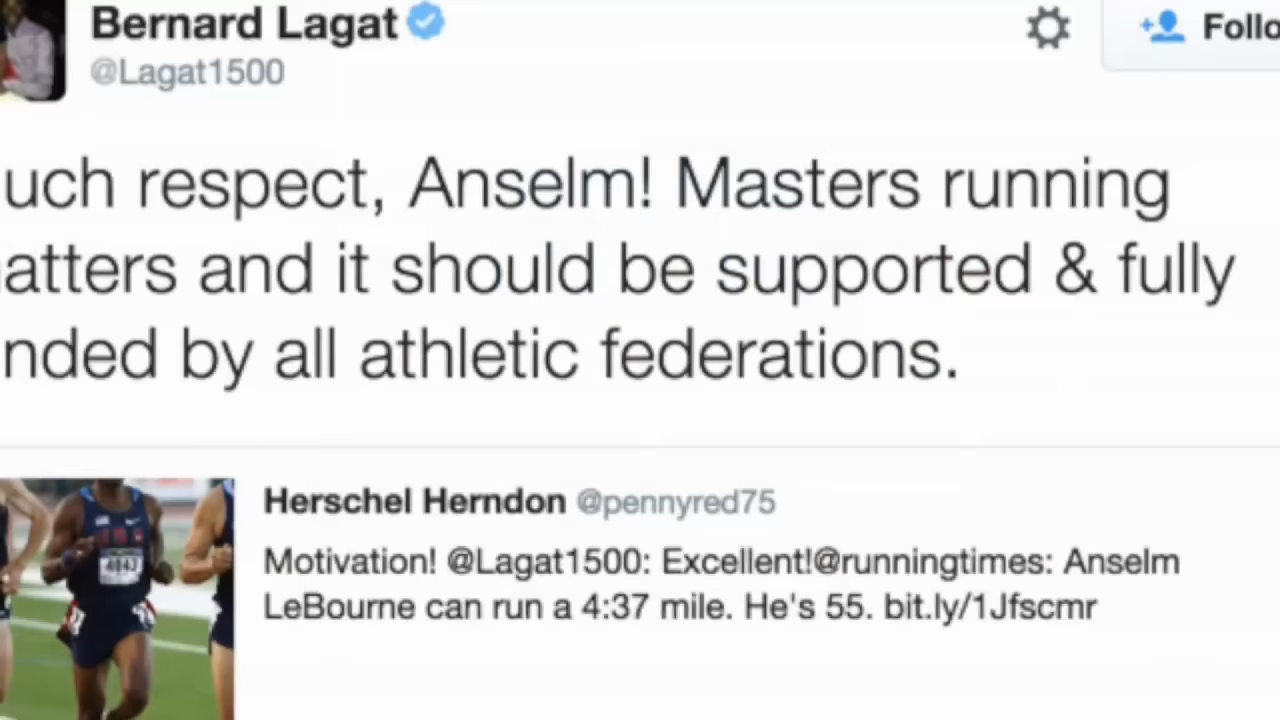 Bernard Lagat
@Lagat1500
Follo
uch respect, Anselm! Masters running
atters and it should be supported & fully
nded by all athletic federations.
Herschel Herndon @pennyred75
Motivation! @Lagat1500: Excellent!@runningtimes: Anselm
LeBourne can run a 4:37 mile. He's 55. bit.ly/1Jfscmr